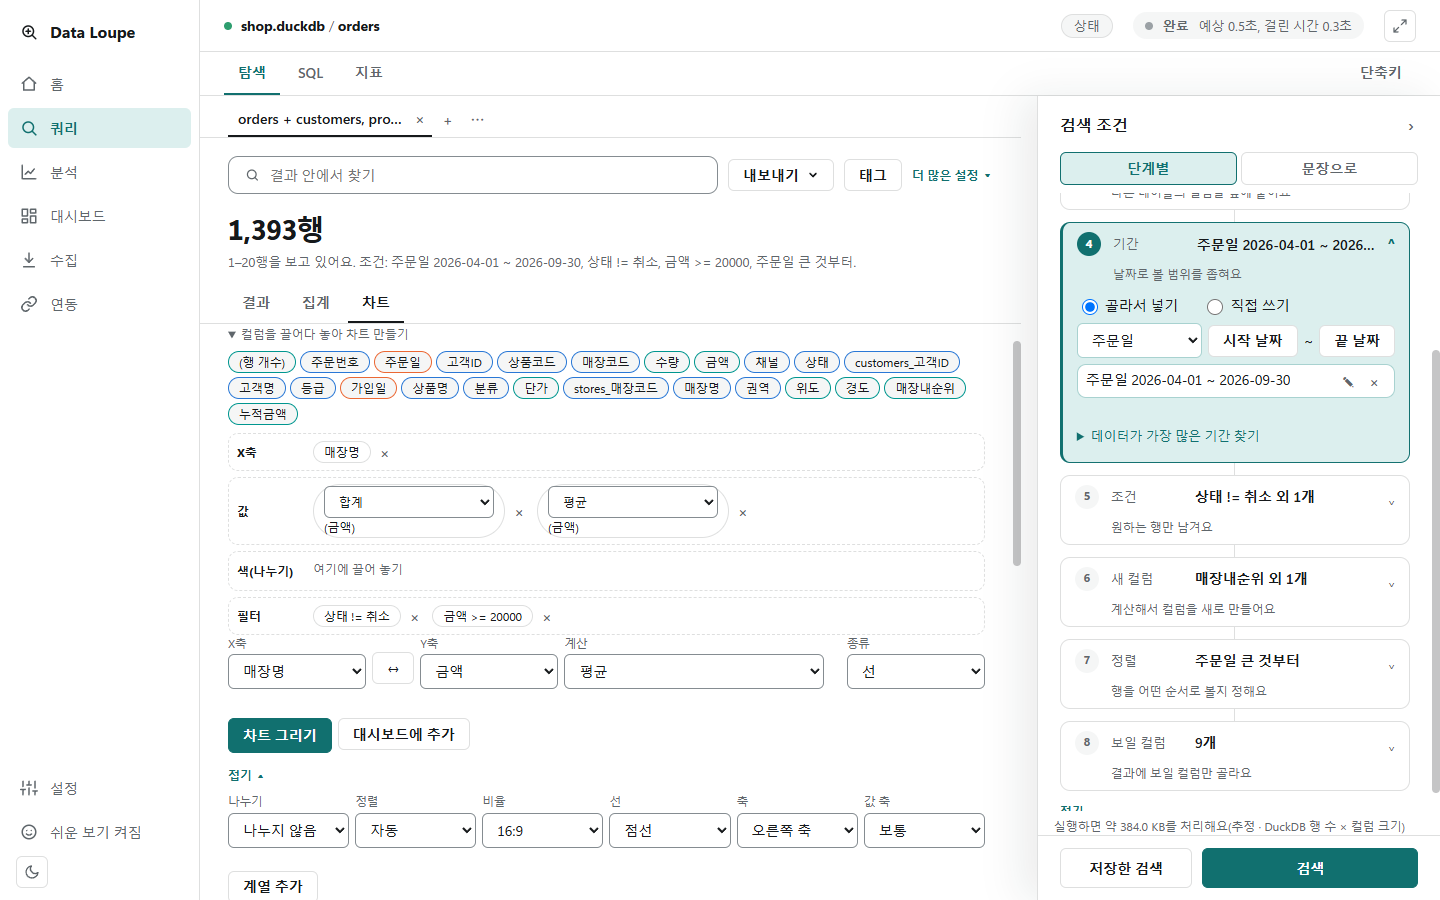 Data Loupe
홈
쿼리
분석
대시보드
수집
연동
설정
쉬운 보기 켜짐
shop.duckdb / orders
상태
완료 예상 0.5초, 걸린 시간 0.3초
탐색 SQL 지표
단축키
orders + customers, pro... × + ···
결과 안에서 찾기
내보내기
태그
더 많은 설정
1,393행
1–20행을 보고 있어요. 조건: 주문일 2026-04-01 ~ 2026-09-30, 상태 != 취소, 금액 >= 20000, 주문일 큰 것부터.
결과 집계 차트
▼ 컬럼을 끌어다 놓아 차트 만들기
(행 개수) 주문번호 주문일 고객ID 상품코드 매장코드 수량 금액 채널 상태 customers_고객ID
고객명 등급 가입일 상품명 분류 단가 stores_매장코드 매장명 권역 위도 경도 매장내순위
누적금액
X축 매장명 ×
값 합계 (금액) × 평균 (금액) ×
색(나누기) 여기에 끌어 놓기
필터 상태 != 취소 × 금액 >= 20000 ×
X축 Y축 계산 종류
매장명 ↔ 금액 평균 선
차트 그리기 대시보드에 추가
접기
나누기 정렬 비율 선 축 값 축
나누지 않음 자동 16:9 점선 오른쪽 축 보통
계열 추가
검색 조건
단계별 문장으로
4 기간 주문일 2026-04-01 ~ 2026...
날짜로 볼 범위를 좁혀요
골라서 넣기 직접 쓰기
주문일 시작 날짜 ~ 끝 날짜
주문일 2026-04-01 ~ 2026-09-30 ×
▶ 데이터가 가장 많은 기간 찾기
5 조건 상태 != 취소 외 1개
원하는 행만 남겨요
6 새 컬럼 매장내순위 외 1개
계산해서 컬럼을 새로 만들어요
7 정렬 주문일 큰 것부터
행을 어떤 순서로 볼지 정해요
8 보일 컬럼 9개
결과에 보일 컬럼만 골라요
실행하면 약 384.0 KB를 처리해요(추정 · DuckDB 행 수 × 컬럼 크기)
저장한 검색 검색